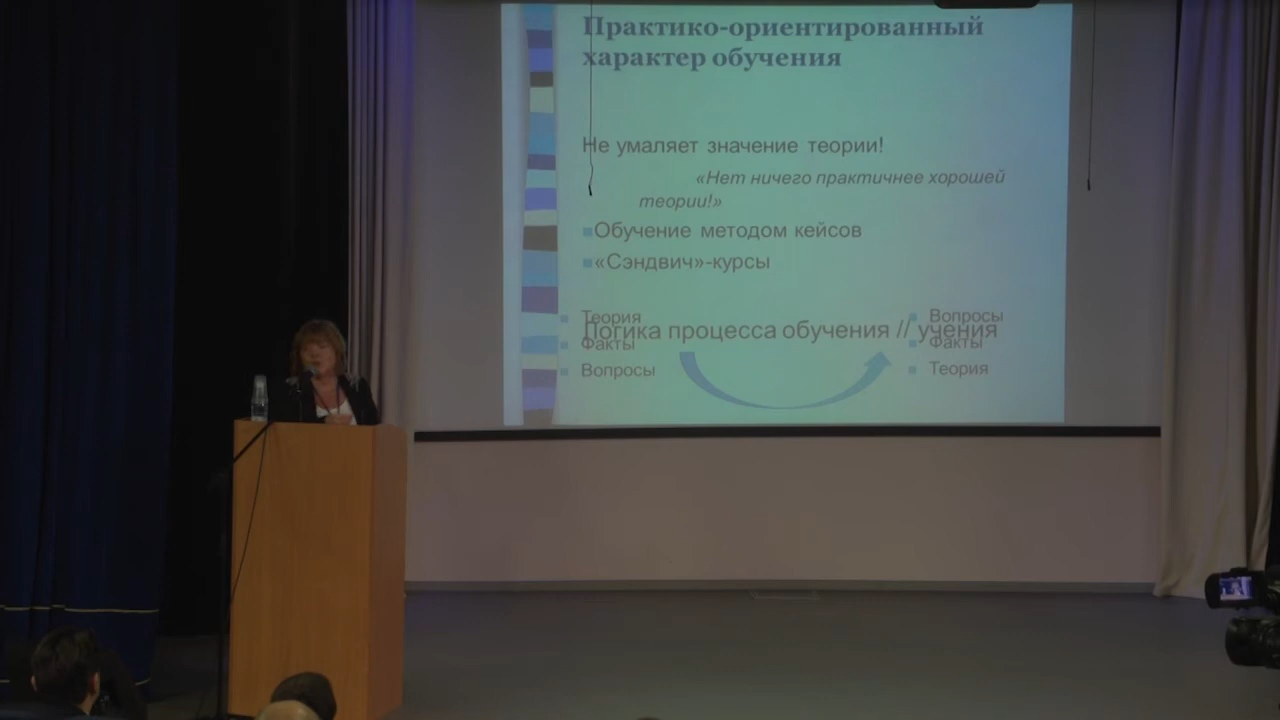 Практико-ориентированный
характер обучения
Не умаляет значение теории!
«Нет ничего практичнее хорошей
теории!»
Обучение методом кейсов
«Сэндвич»-курсы
Логика процесса обучения // учения
Теория
Факты
Вопросы
Вопросы
Факты
Теория